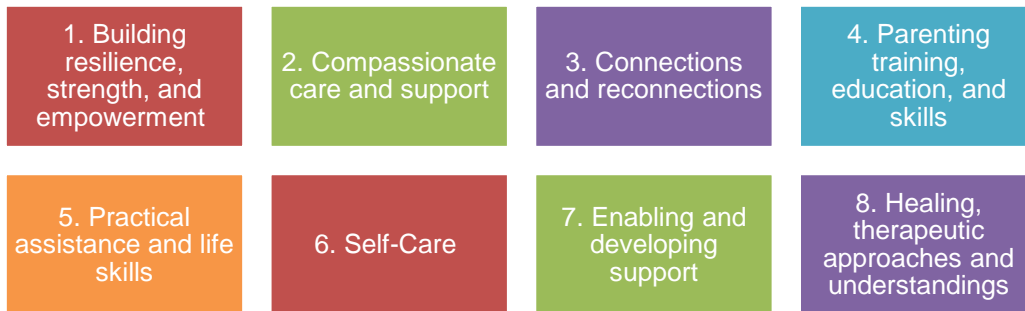 1. Building
resilience,
strength, and
empowerment
2. Compassionate
care and support
3. Connections
and reconnections
4. Parenting
training,
education, and
skills
5. Practical
assistance and life
skills
6. Self-Care
7. Enabling and
developing
support
8. Healing,
therapeutic
approaches and
understandings